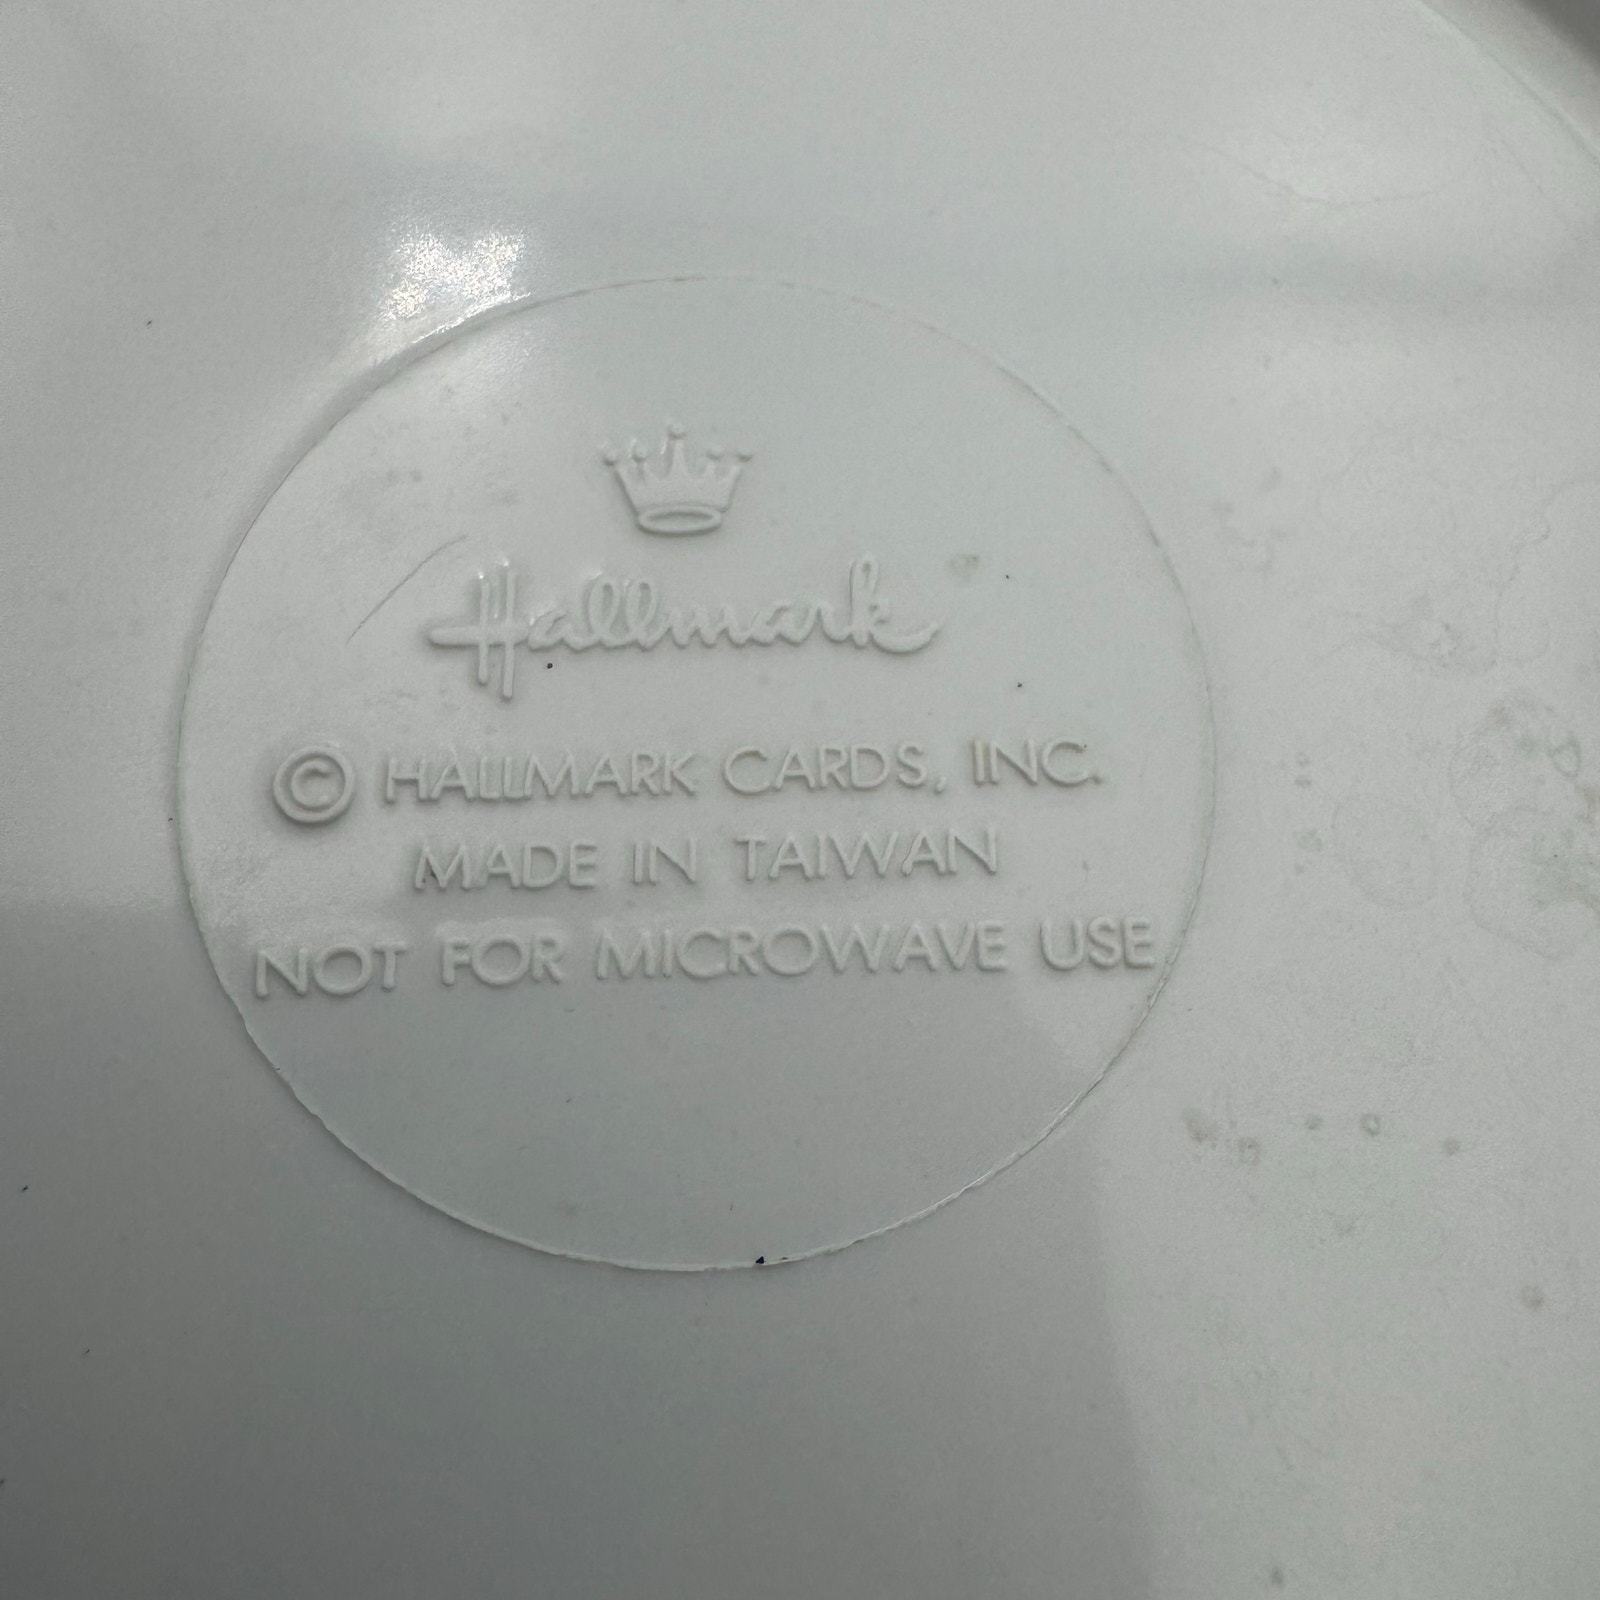 Hallmark
© HALLMARK CARDS, INC.
MADE IN TAIWAN
NOT FOR MICROWAVE USE